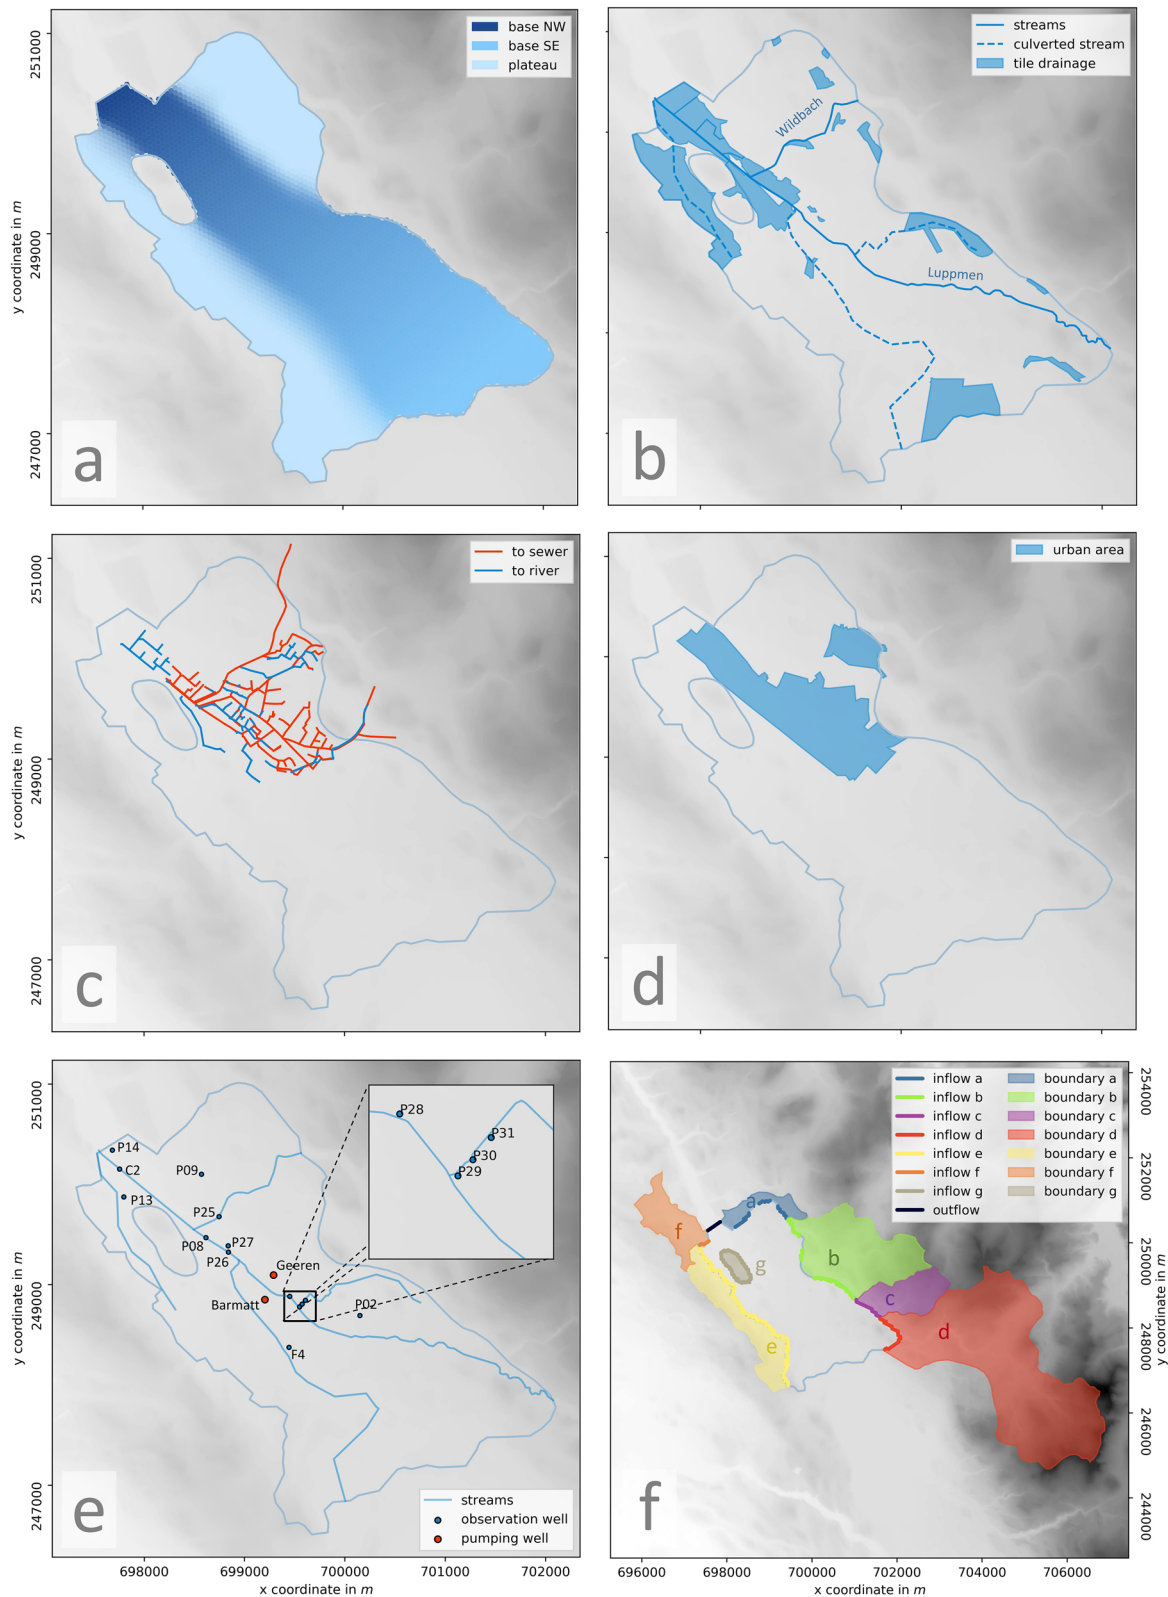 251000
249000
247000
y coordinate in m
base NW
base SE
plateau
a
streams
culverted stream
tile drainage
Wildbach
Luppmen
b
251000
249000
247000
y coordinate in m
to sewer
to river
c
urban area
d
251000
249000
247000
y coordinate in m
P28
P31
P30
P29
P14
C2
P09
P13
P25
P08
P27
P26
Geeren
Barmatt
P02
F4
streams
observation well
pumping well
e
698000 699000 700000 701000 702000
x coordinate in m
inflow a boundary a
inflow b boundary b
inflow c boundary c
inflow d boundary d
inflow e boundary e
inflow f boundary f
inflow g boundary g
outflow
a
f
b
g
c
d
e
f
254000
252000
250000
248000
246000
244000
y coordinate in m
696000 698000 700000 702000 704000 706000
x coordinate in m